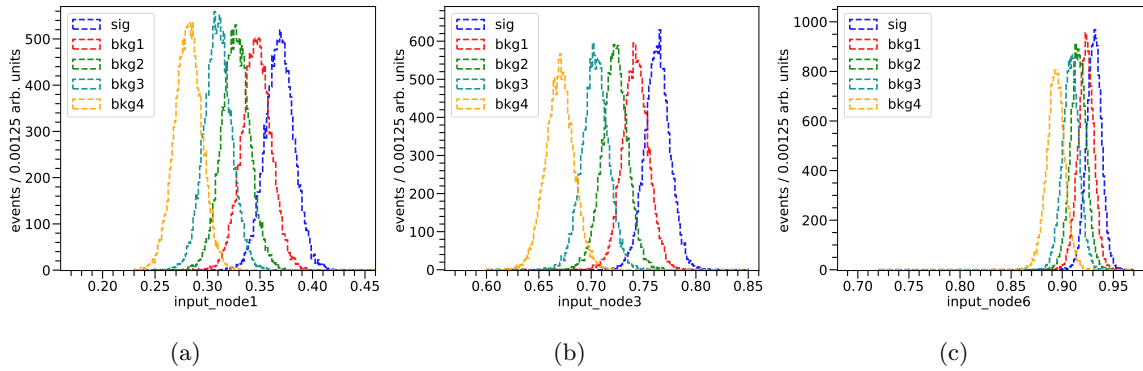 sig
bkg1
bkg2
bkg3
bkg4
events / 0.00125 arb. units
0
100
200
300
400
500
0.20 0.25 0.30 0.35 0.40 0.45
input_node1
(a)
sig
bkg1
bkg2
bkg3
bkg4
events / 0.00125 arb. units
0
100
200
300
400
500
600
0.60 0.65 0.70 0.75 0.80 0.85
input_node3
(b)
sig
bkg1
bkg2
bkg3
bkg4
events / 0.00125 arb. units
0
200
400
600
800
1000
0.70 0.75 0.80 0.85 0.90 0.95
input_node6
(c)